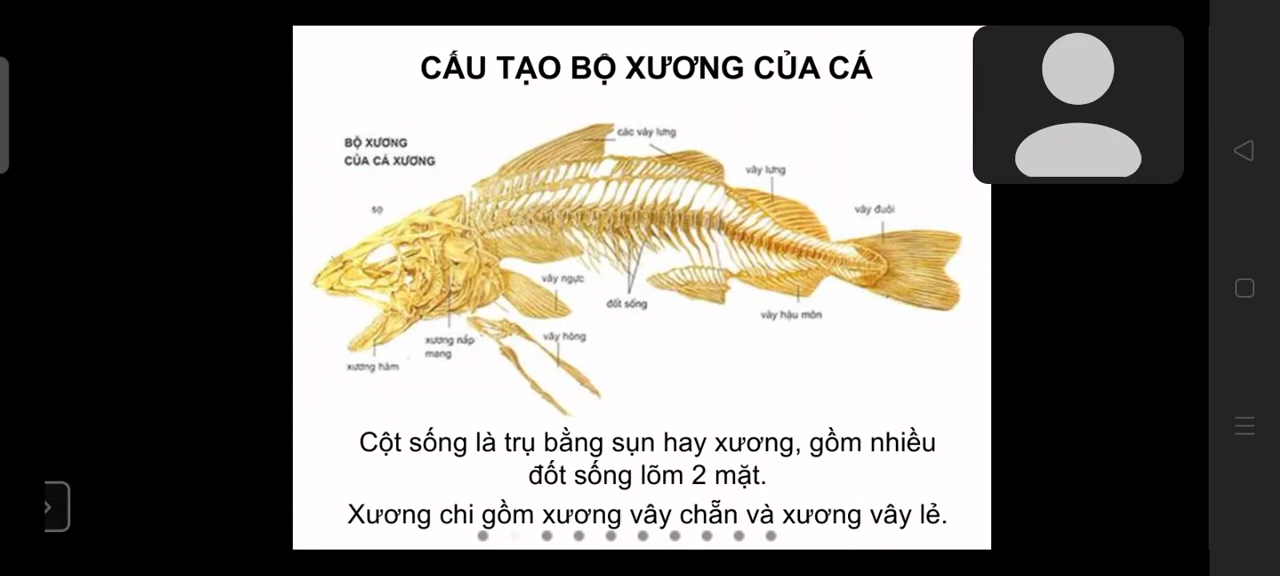 CẤU TẠO BỘ XƯƠNG CỦA CÁ
BỘ XƯƠNG
CỦA CÁ XƯƠNG
các vây lưng
vây lưng
vây đuôi
sọ
vây ngực
đốt sống
vây hậu môn
xương nắp
mang
vây hông
xương hàm
Cột sống là trụ bằng sụn hay xương, gồm nhiều
đốt sống lõm 2 mặt.
Xương chi gồm xương vây chẵn và xương vây lẻ.